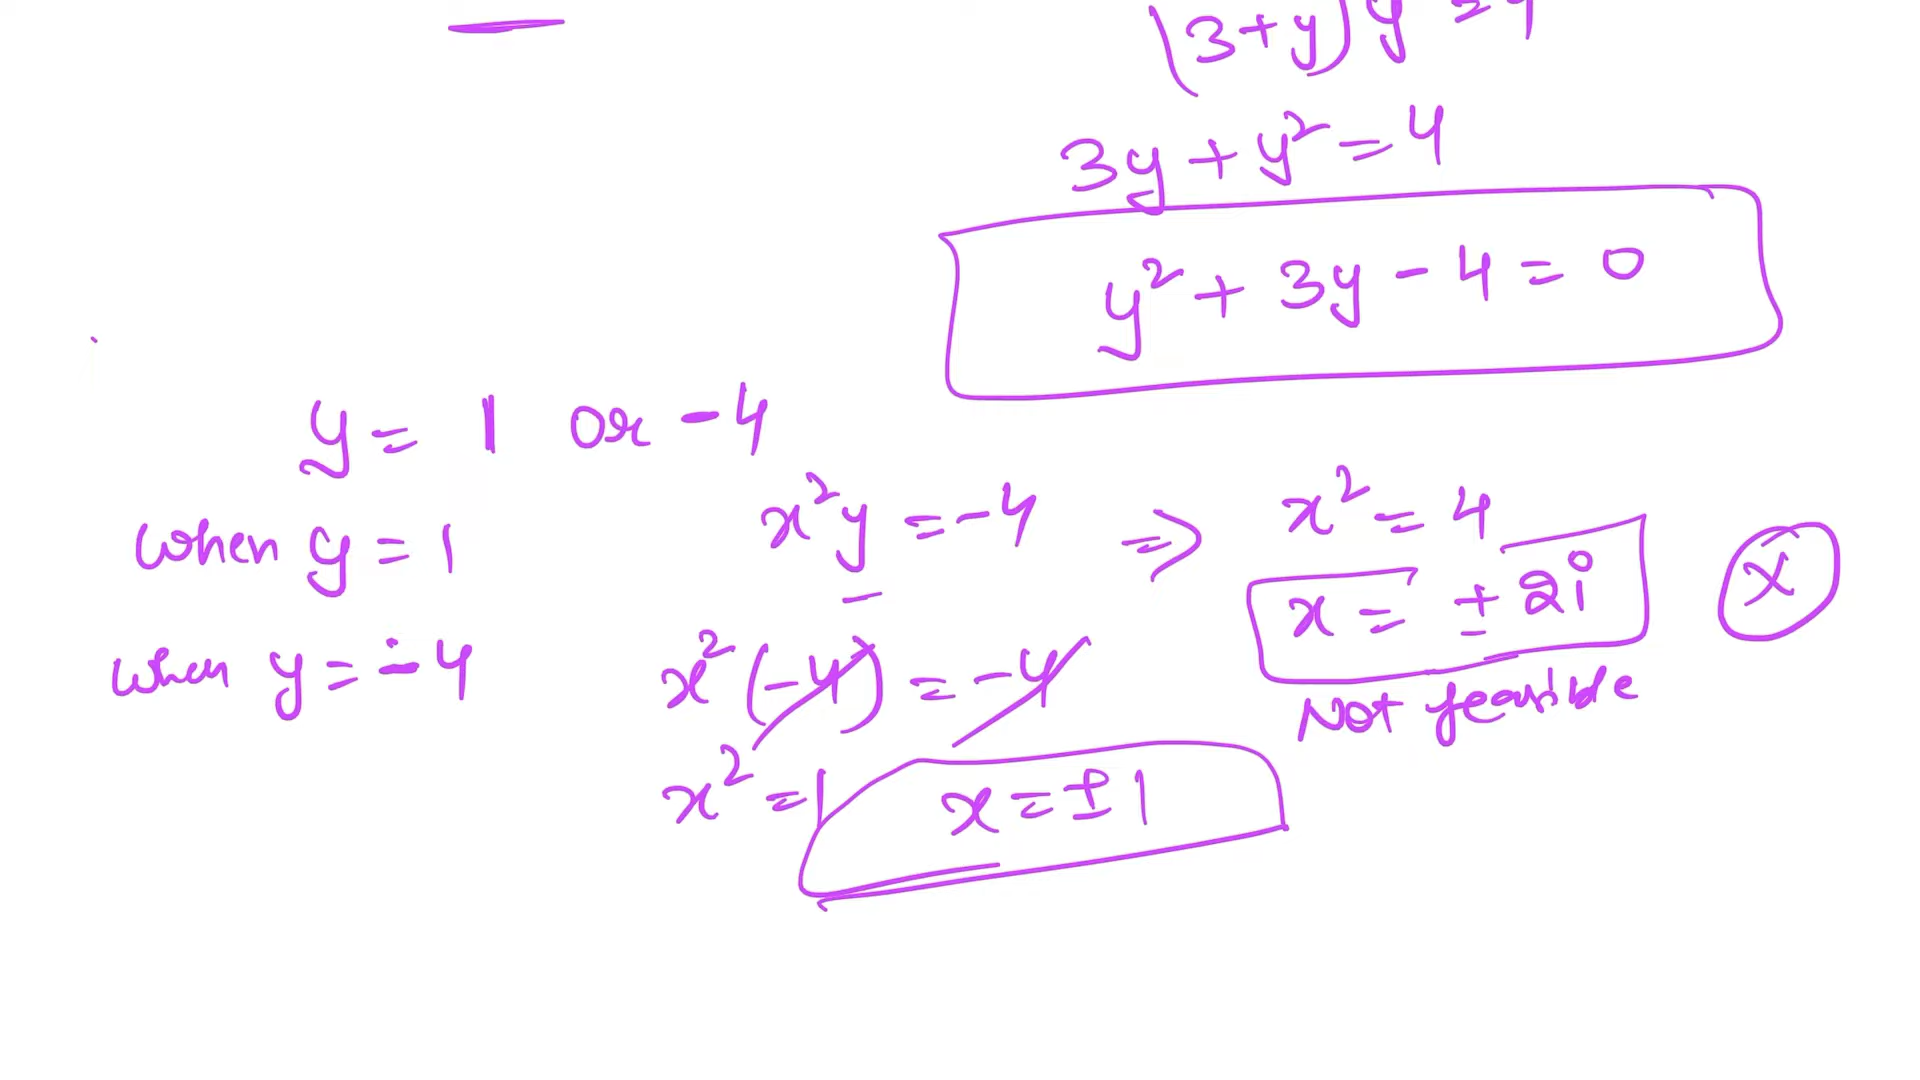 (3+y)y = 4
3y + y² = 4
y² + 3y - 4 = 0
y = 1 or -4
when y = 1 x²y = -4 ⇒ x² = 4
x = ± 2i X
Not feasible
when y = -4 x²(-4) = -4
x² = 1 x = ± 1